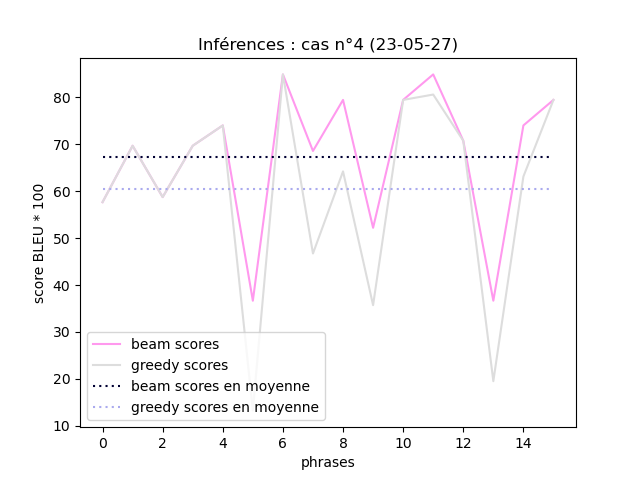 Inférences : cas n°4 (23-05-27)
score BLEU * 100
80
70
60
50
40
30
20
10
beam scores
greedy scores
beam scores en moyenne
greedy scores en moyenne
0 2 4 6 8 10 12 14
phrases